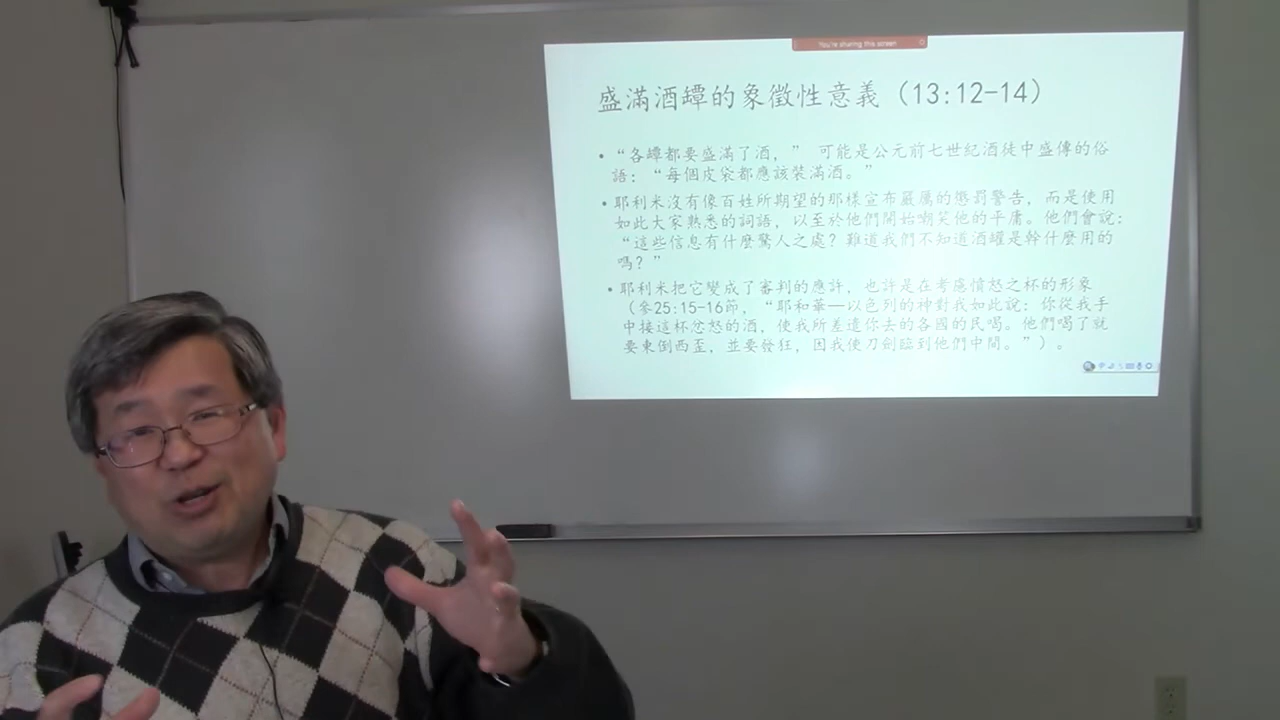 You're sharing this screen
盛滿酒罈的象徵性意義（13:12-14）
• “各罈都要盛滿了酒，” 可能是公元前七世紀酒徒中盛傳的俗
語：“每個皮袋都應該裝滿酒。”
• 耶利米沒有像百姓所期望的那樣宣布嚴厲的懲罰警告，而是使用
如此大家熟悉的詞語，以至於他們開始嘲笑他的平庸。他們會說：
“這些信息有什麼驚人之處？難道我們不知道酒罐是幹什麼用的
嗎？”
• 耶利米把它變成了審判的應許，也許是在考慮憤怒之杯的形象
（參25:15-16節，“耶和華—以色列的神對我如此說：你從我手
中接這杯忿怒的酒，使我所差遣你去的各國的民喝。他們喝了就
要東倒西歪，並要發狂，因我使刀劍臨到他們中間。”）。